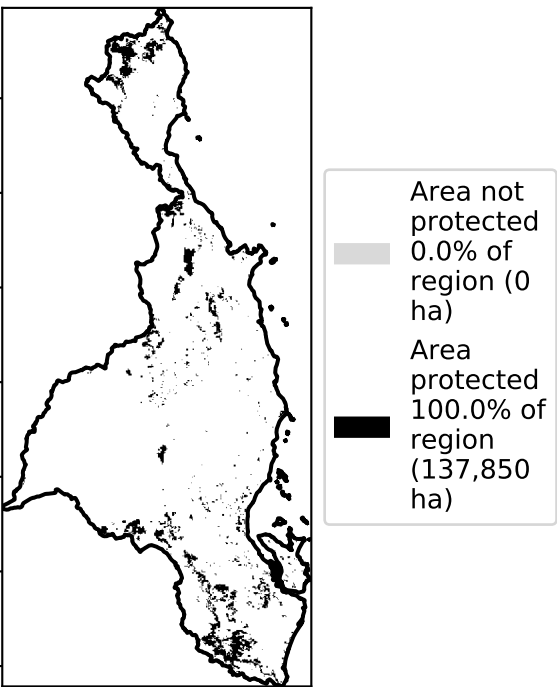 Area not
protected
0.0% of
region (0
ha)
Area
protected
100.0% of
region
(137,850
ha)